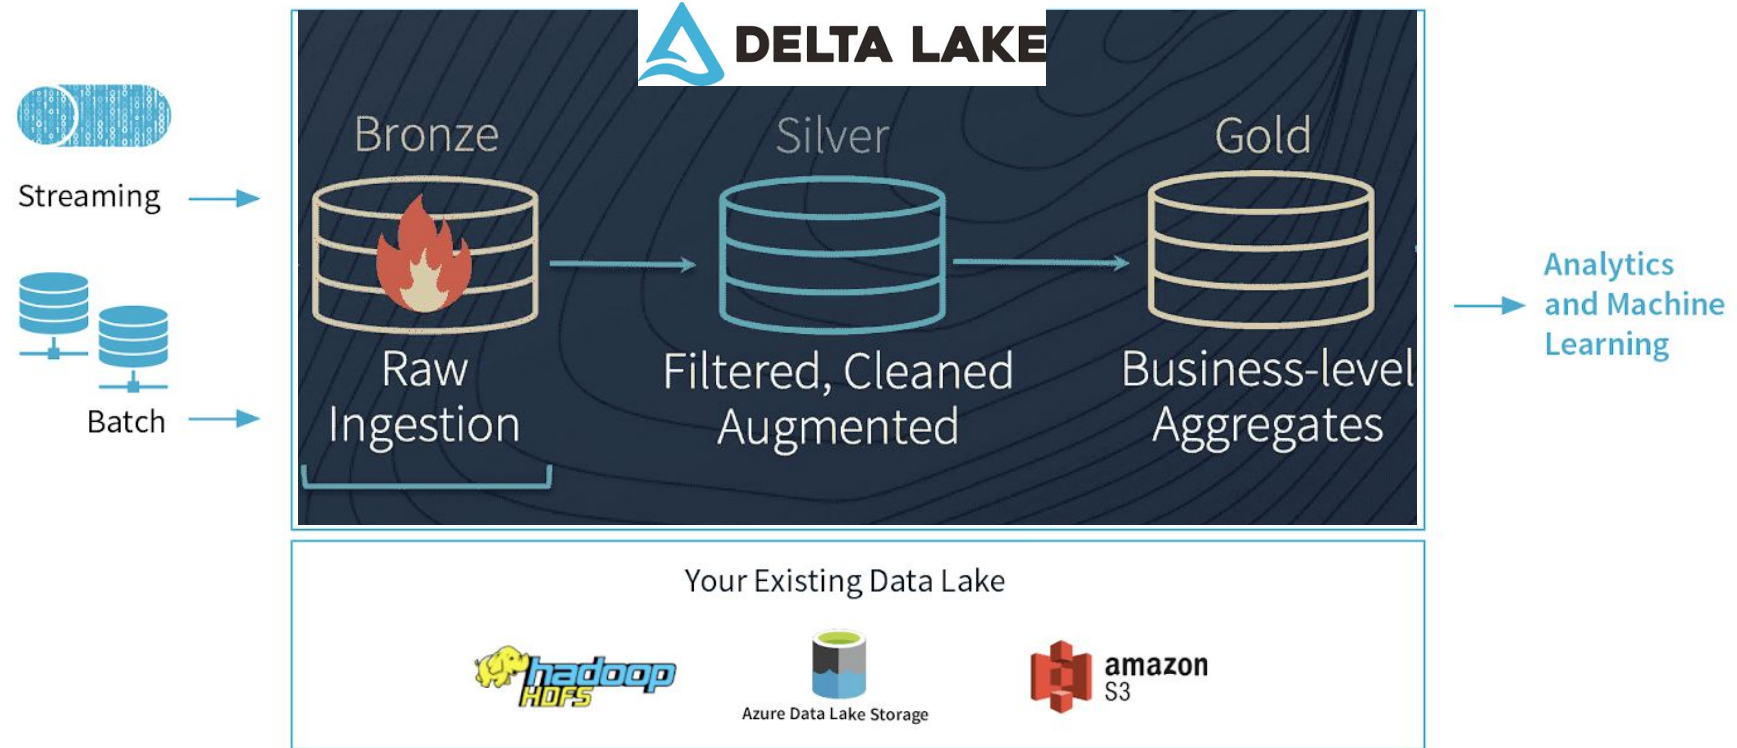 DELTA LAKE
Bronze
Silver
Gold
Streaming
Batch
Raw
Ingestion
Filtered, Cleaned
Augmented
Business-level
Aggregates
Analytics
and Machine
Learning
Your Existing Data Lake
hadoop
HDFS
Azure Data Lake Storage
amazon
S3